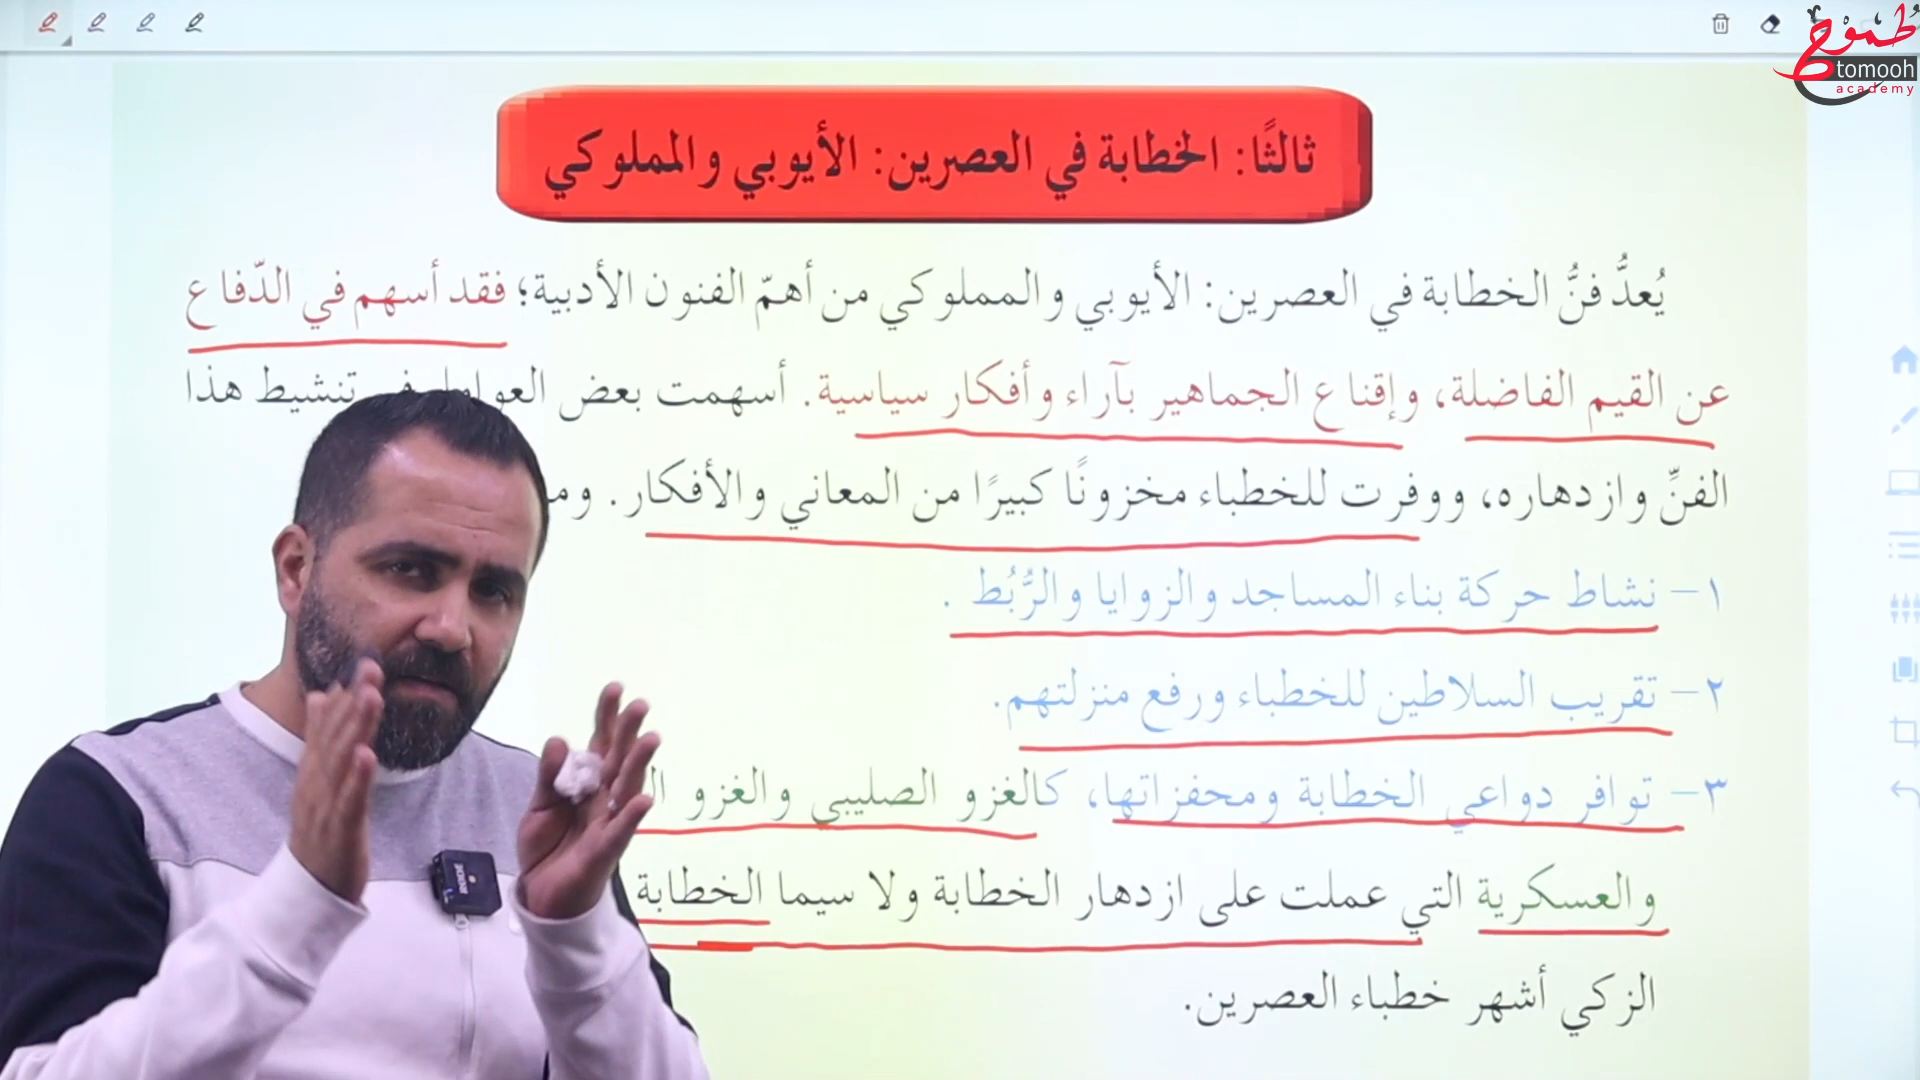 طموح
tomooh
academy
ثالثًا: الخطابة في العصرين: الأيوبي والمملوكي
يُعدُّ فنُّ الخطابة في العصرين: الأيوبي والمملوكي من أهمّ الفنون الأدبية؛ فقد أسهم في الدّفاع
عن القيم الفاضلة، وإقناع الجماهير بآراء وأفكار سياسية. أسهمت بعض العوامل في تنشيط هذا
الفنِّ وازدهاره، ووفرت للخطباء مخزونًا كبيرًا من المعاني والأفكار.
١- نشاط حركة بناء المساجد والزوايا والرُّبُط .
٢- تقريب السلاطين للخطباء ورفع منزلتهم.
٣- توافر دواعي الخطابة ومحفزاتها، كالغزو الصليبي والغزو
والعسكرية التي عملت على ازدهار الخطابة ولا سيما الخطابة
الزكي أشهر خطباء العصرين.
RODE